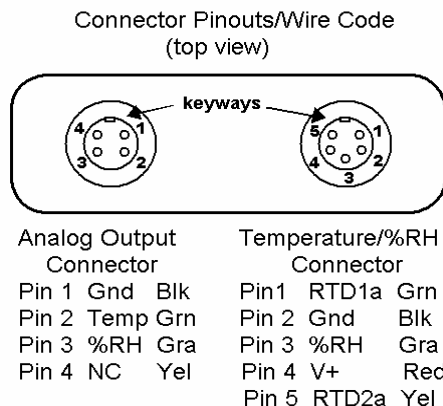 Connector Pinouts/Wire Code
(top view)
keyways
4 1
3 2
5 1
4 2
3
Analog Output
Connector
Pin 1 Gnd Blk
Pin 2 Temp Grn
Pin 3 %RH Gra
Pin 4 NC Yel
Temperature/%RH
Connector
Pin1 RTD1a Grn
Pin 2 Gnd Blk
Pin 3 %RH Gra
Pin 4 V+ Red
Pin 5 RTD2a Yel